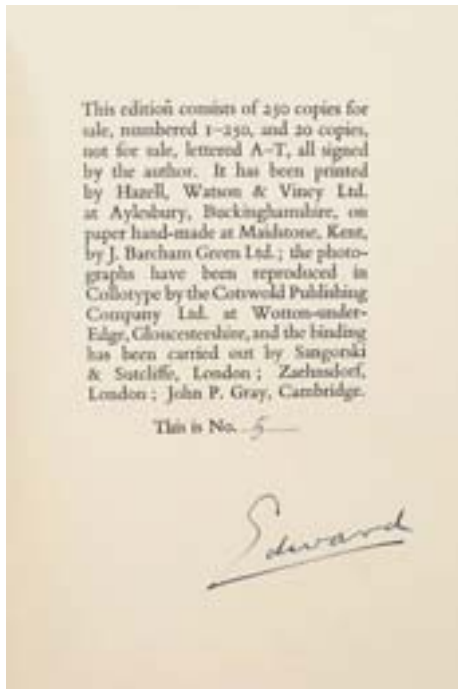 This edition consists of 250 copies for
sale, numbered 1–250, and 20 copies,
not for sale, lettered A–T, all signed
by the author. It has been printed
by Hazell, Watson & Viney Ltd.
at Aylesbury, Buckinghamshire, on
paper hand-made at Maidstone, Kent,
by J. Barcham Green Ltd.; the photo-
graphs have been reproduced in
Collotype by the Cotswold Publishing
Company Ltd. at Wotton-under-
Edge, Gloucestershire, and the binding
has been carried out by Sangorski
& Sutcliffe, London; Zaehnsdorf,
London; John P. Gray, Cambridge.
This is No. 5
Edward